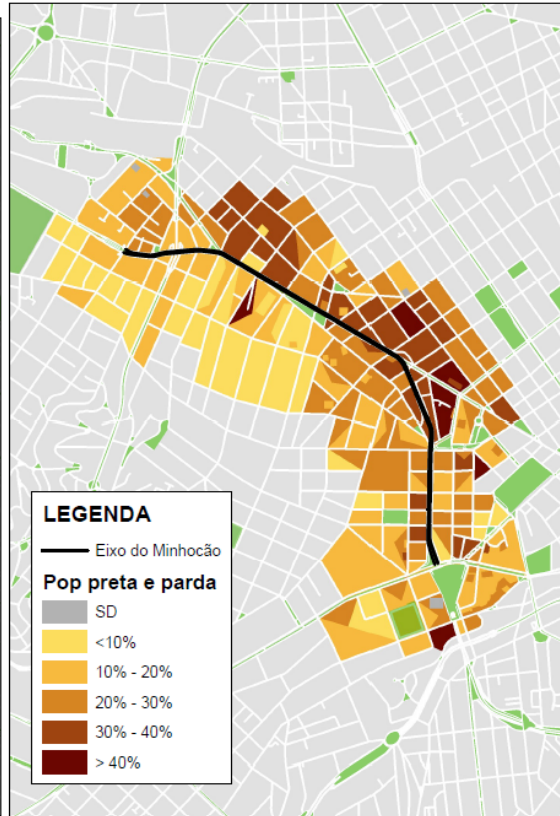 LEGENDA
Eixo do Minhocão
Pop preta e parda
SD
<10%
10% - 20%
20% - 30%
30% - 40%
> 40%